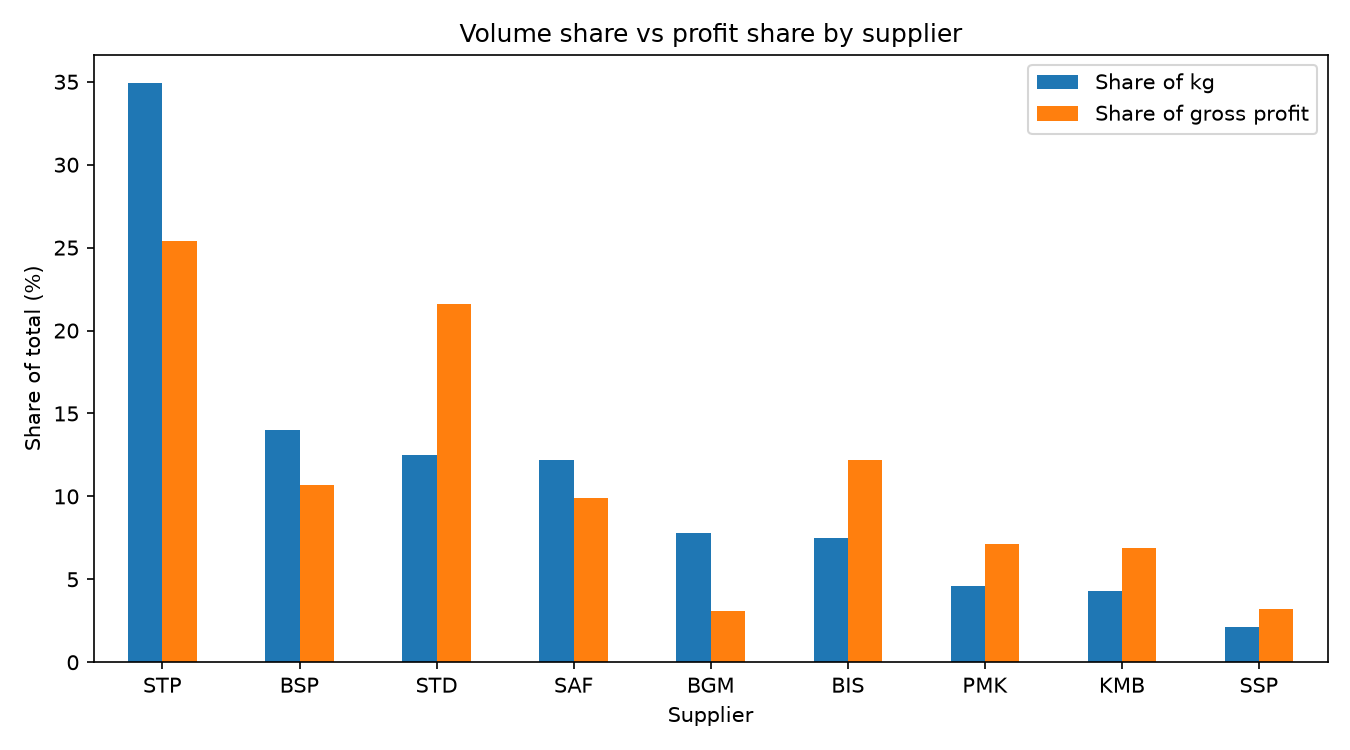 Volume share vs profit share by supplier
Share of kg
Share of gross profit
Share of total (%)
35
30
25
20
15
10
5
0
STP BSP STD SAF BGM BIS PMK KMB SSP
Supplier